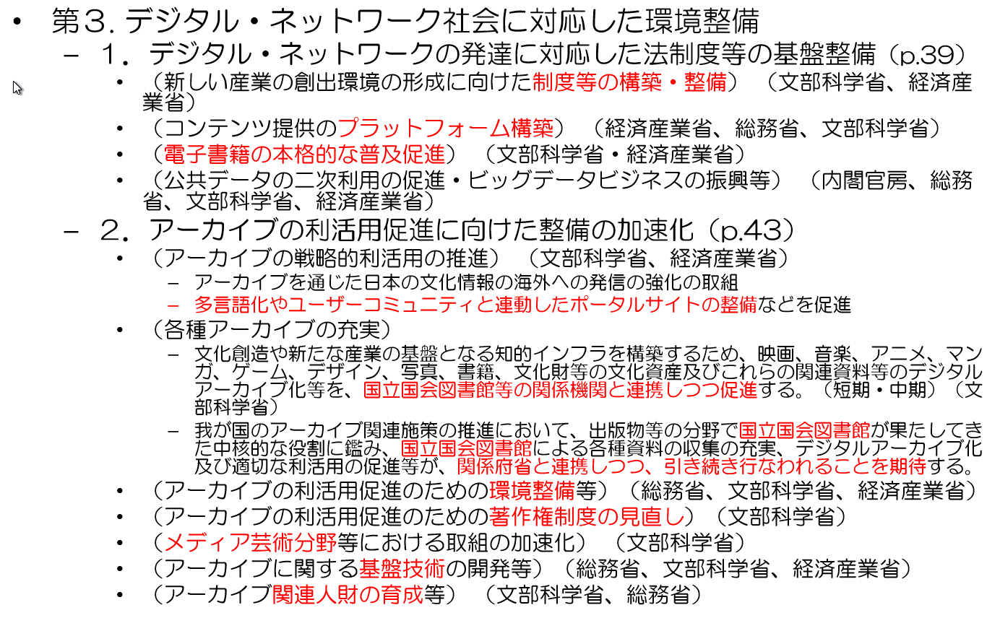 • 第３. デジタル・ネットワーク社会に対応した環境整備
– １．デジタル・ネットワークの発達に対応した法制度等の基盤整備（p.39）
• （新しい産業の創出環境の形成に向けた制度等の構築・整備）（文部科学省、経済産
業省）
• （コンテンツ提供のプラットフォーム構築）（経済産業省、総務省、文部科学省）
• （電子書籍の本格的な普及促進）（文部科学省・経済産業省）
• （公共データの二次利用の促進・ビッグデータビジネスの振興等）（内閣官房、総務
省、文部科学省、経済産業省）
– ２．アーカイブの利活用促進に向けた整備の加速化（p.43）
• （アーカイブの戦略的利活用の推進）（文部科学省、経済産業省）
– アーカイブを通じた日本の文化情報の海外への発信の強化の取組
– 多言語化やユーザーコミュニティと連動したポータルサイトの整備などを促進
• （各種アーカイブの充実）
– 文化創造や新たな産業の基盤となる知的インフラを構築するため、映画、音楽、アニメ、マン
ガ、ゲーム、デザイン、写真、書籍、文化財等の文化資産及びこれらの関連資料等のデジタル
アーカイブ化等を、国立国会図書館等の関係機関と連携しつつ促進する。（短期・中期）（文
部科学省）
– 我が国のアーカイブ関連施策の推進において、出版物等の分野で国立国会図書館が果たしてき
た中核的な役割に鑑み、国立国会図書館による各種資料の収集の充実、デジタルアーカイブ化
及び適切な利活用の促進等が、関係府省と連携しつつ、引き続き行なわれることを期待する。
• （アーカイブの利活用促進のための環境整備等）（総務省、文部科学省、経済産業省）
• （アーカイブの利活用促進のための著作権制度の見直し）（文部科学省）
• （メディア芸術分野等における取組の加速化）（文部科学省）
• （アーカイブに関する基盤技術の開発等）（総務省、文部科学省、経済産業省）
• （アーカイブ関連人財の育成等）（文部科学省、総務省）